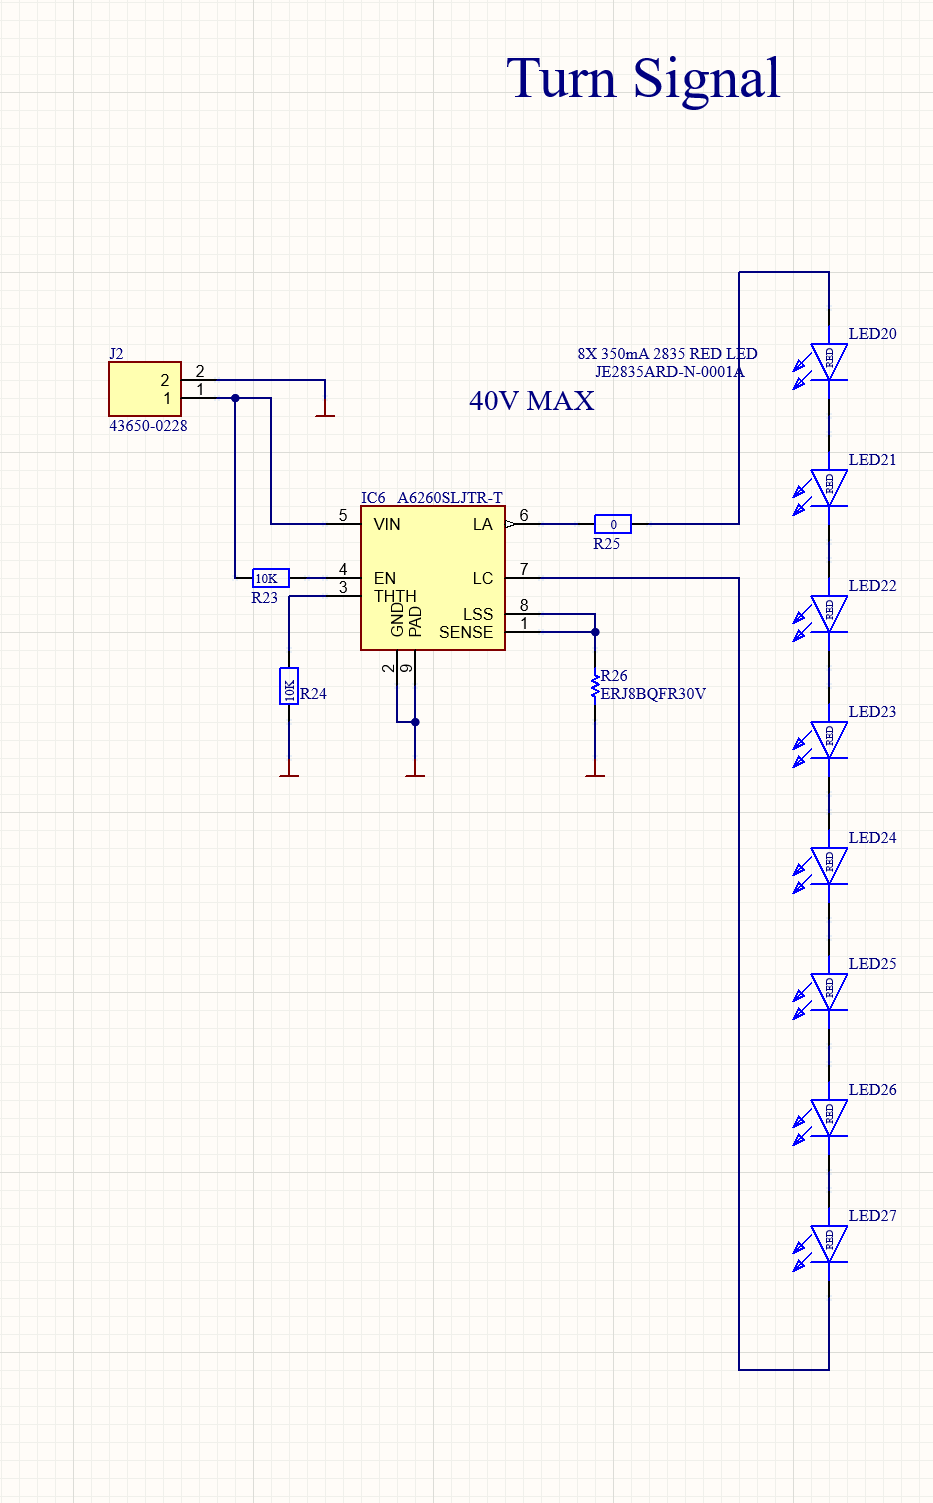 Turn Signal
LED20
RED
J2
8X 350mA 2835 RED LED
JE2835ARD-N-0001A
2 2
1 1
40V MAX
43650-0228
LED21
RED
IC6 A6260SLJTR-T
5 VIN LA 6
0
R25
4 EN LC 7
10K
R23
3 THTH
LED22
RED
GND
PAD
LSS 8
SENSE 1
2
9
10K
R24
R26
ERJ8BQFR30V
LED23
RED
LED24
RED
LED25
RED
LED26
RED
LED27
RED